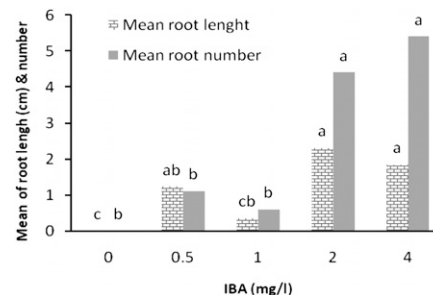 Mean of root lengh (cm) & number
6
5
4
3
2
1
0
Mean root lenght
Mean root number
c b
ab b
cb b
a a
a a
0 0.5 1 2 4
IBA (mg/l)